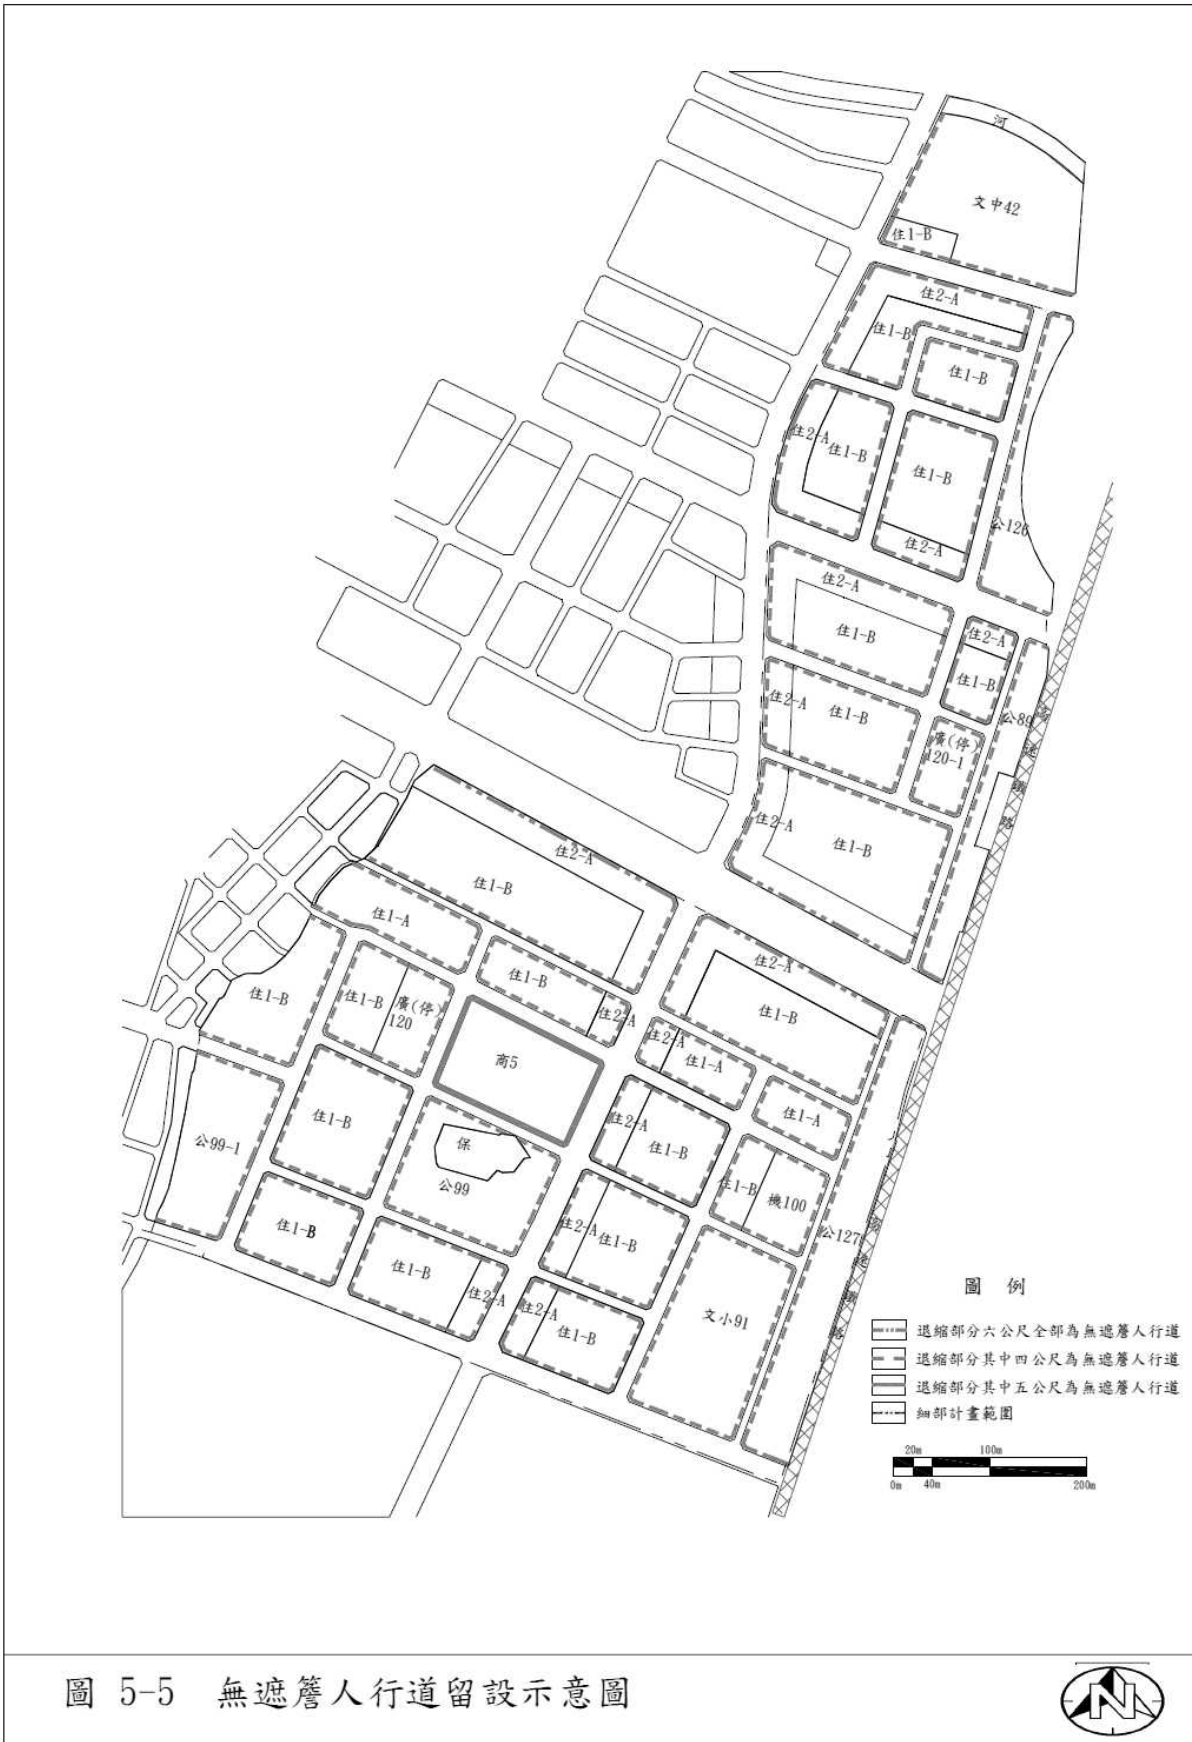 河
文中42
住1-B
住2-A
住1-B
住1-B
住2-A
住1-B
住1-B
公126
住2-A
住2-A
住1-B
住2-A
住1-B
住2-A
住1-B
公89
高速鐵路
廣(停)
120-1
住2-A
住1-B
住2-A
住1-B
住1-A
住1-B
住2-A
住2-A
住1-B
住1-B
住1-B
廣(停)
120
商5
住2-A
住1-A
住1-A
公99-1
住1-B
保
公99
住2-A
住1-B
住1-B
機100
住1-B
住1-B
住2-A
住2-A
住1-B
公127
住2-A
住1-B
文小91
高速鐵路
圖 例
退縮部分六公尺全部為無遮簷人行道
退縮部分其中四公尺為無遮簷人行道
退縮部分其中五公尺為無遮簷人行道
細部計畫範圍
20m 100m
0m 40m 200m
圖 5-5 無遮簷人行道留設示意圖
N